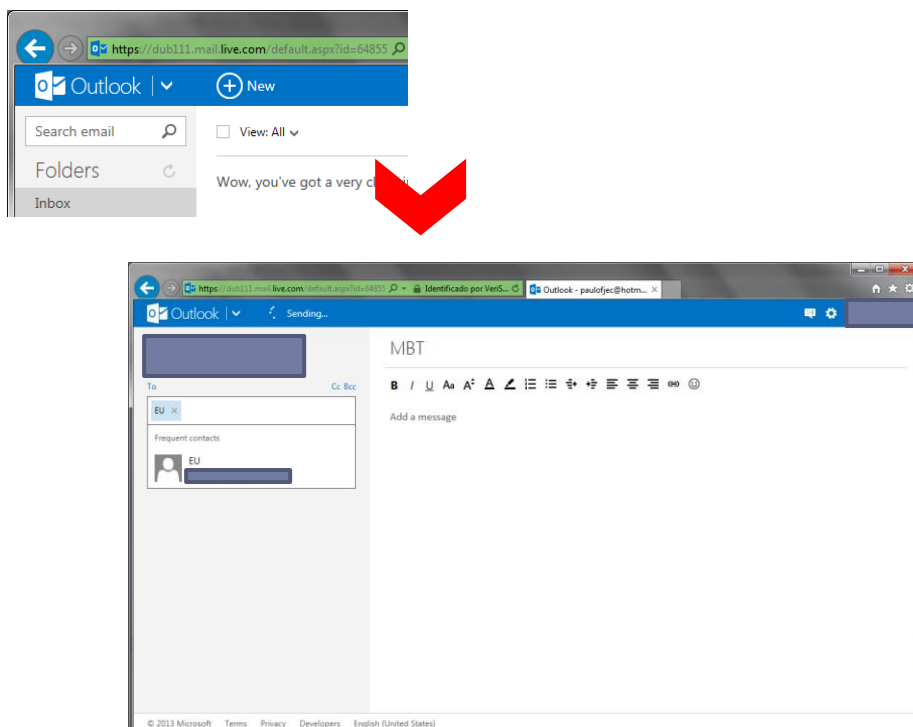 https://dub111.mail.live.com/default.aspx?id=64855
Outlook
New
Search email
View: All
Folders
Wow, you've got a very cl
Inbox
https://dub111.mail.live.com/default.aspx?id=64855 Identificado por VeriS... Outlook - paulofjec@hotm...
Outlook Sending...
MBT
To Cc Bcc
B I U Aa A A
EU
Add a message
Frequent contacts
EU
© 2013 Microsoft Terms Privacy Developers English (United States)